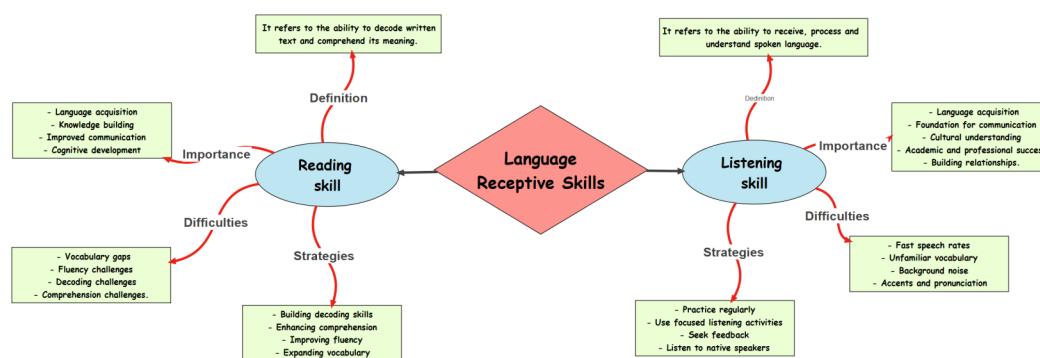 It refers to the ability to decode written
text and comprehend its meaning.
Definition
- Language acquisition
- Knowledge building
- Improved communication
- Cognitive development
Importance
Reading
skill
Difficulties
- Vocabulary gaps
- Fluency challenges
- Decoding challenges
- Comprehension challenges.
Strategies
- Building decoding skills
- Enhancing comprehension
- Improving fluency
- Expanding vocabulary
Language
Receptive Skills
It refers to the ability to receive, process and
understand spoken language.
Dedinition
Listening
skill
Importance
- Language acquisition
- Foundation for communication
- Cultural understanding
- Academic and professional succes
- Building relationships.
Difficulties
- Fast speech rates
- Unfamiliar vocabulary
- Background noise
- Accents and pronunciation
Strategies
- Practice regularly
- Use focused listening activities
- Seek feedback
- Listen to native speakers